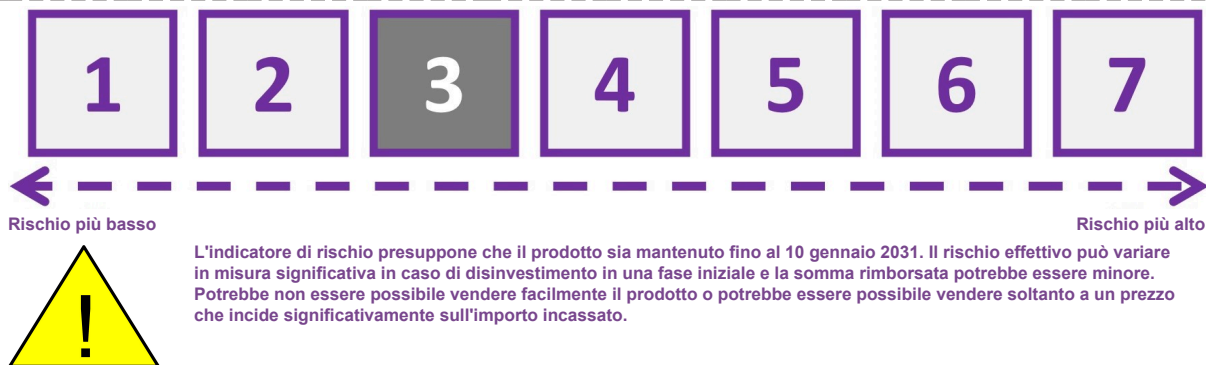 1 2 3 4 5 6 7
Rischio più basso Rischio più alto
L'indicatore di rischio presuppone che il prodotto sia mantenuto fino al 10 gennaio 2031. Il rischio effettivo può variare
in misura significativa in caso di disinvestimento in una fase iniziale e la somma rimborsata potrebbe essere minore.
Potrebbe non essere possibile vendere facilmente il prodotto o potrebbe essere possibile vendere soltanto a un prezzo
che incide significativamente sull'importo incassato.
!